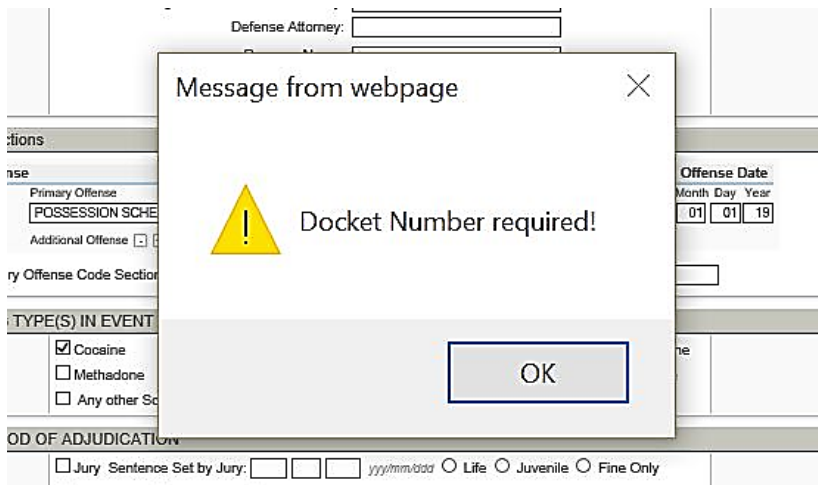 Defense Attorney:
Message from webpage
ctions
nse
Offense Date
Primary Offense
Month Day Year
POSSESSION SCHE
01 01 19
Docket Number required!
Additional Offense
ry Offense Code Section
TYPE(S) IN EVENT
Cocaine
ne
OK
Methadone
Any other Sc
OD OF ADJUDICATION
Jury Sentence Set by Jury: yyy/mm/ddd Life Juvenile Fine Only